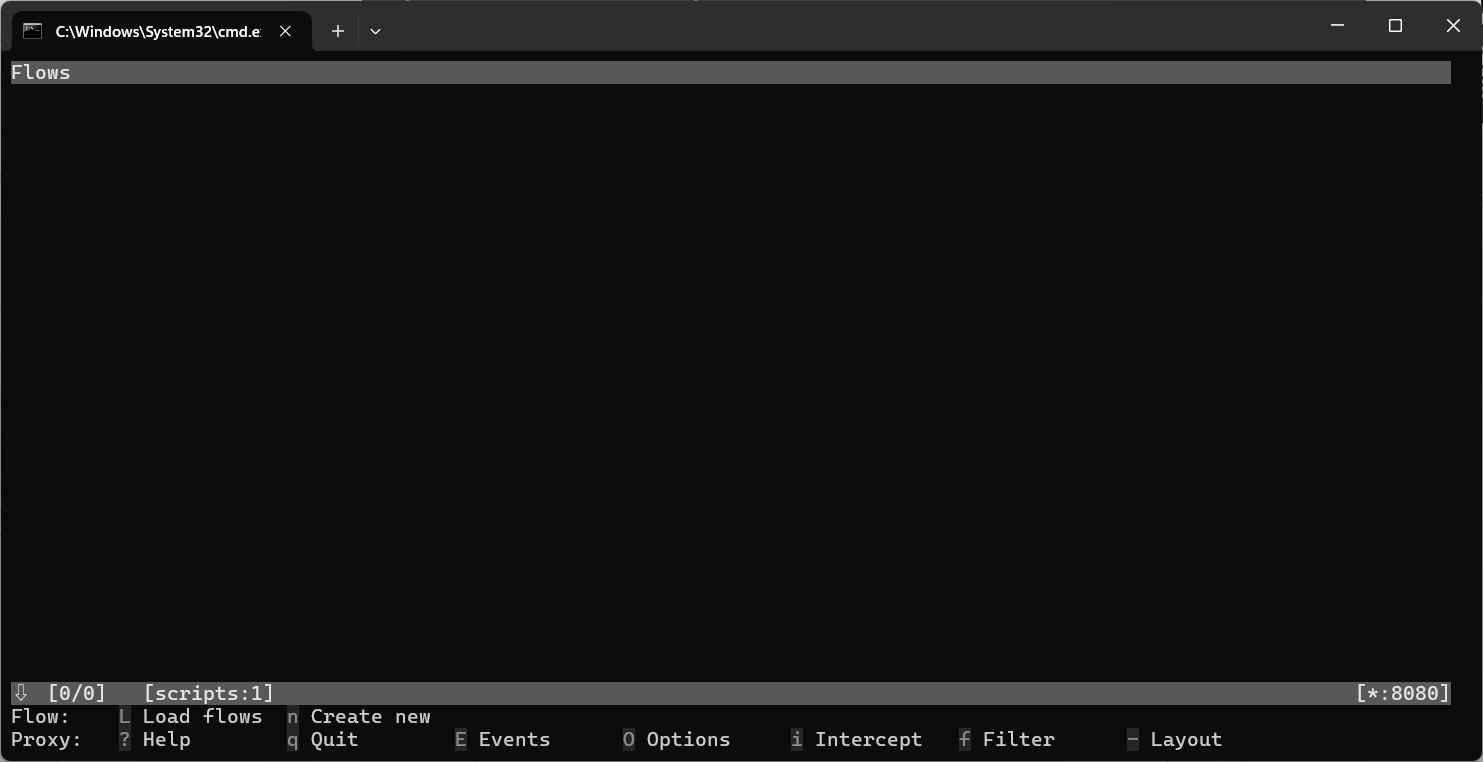 C:\Windows\System32\cmd.e
Flows
⇩ [0/0] [scripts:1] [*:8080]
Flow: L Load flows n Create new
Proxy: ? Help q Quit E Events O Options i Intercept f Filter - Layout